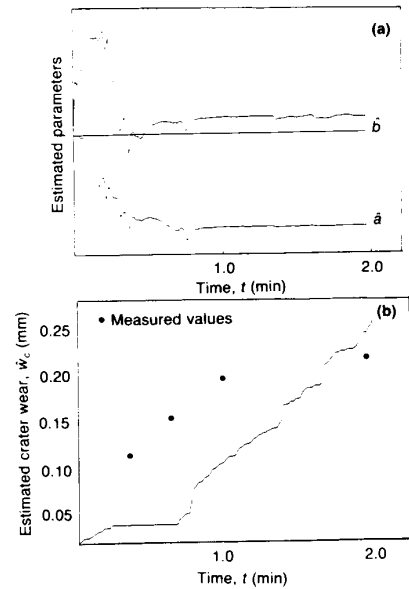 (a)
Estimated parameters
b̂
â
1.0
2.0
Time, t (min)
(b)
• Measured values
Estimated crater wear, ŵc (mm)
0.25
0.20
0.15
0.10
0.05
1.0
2.0
Time, t (min)